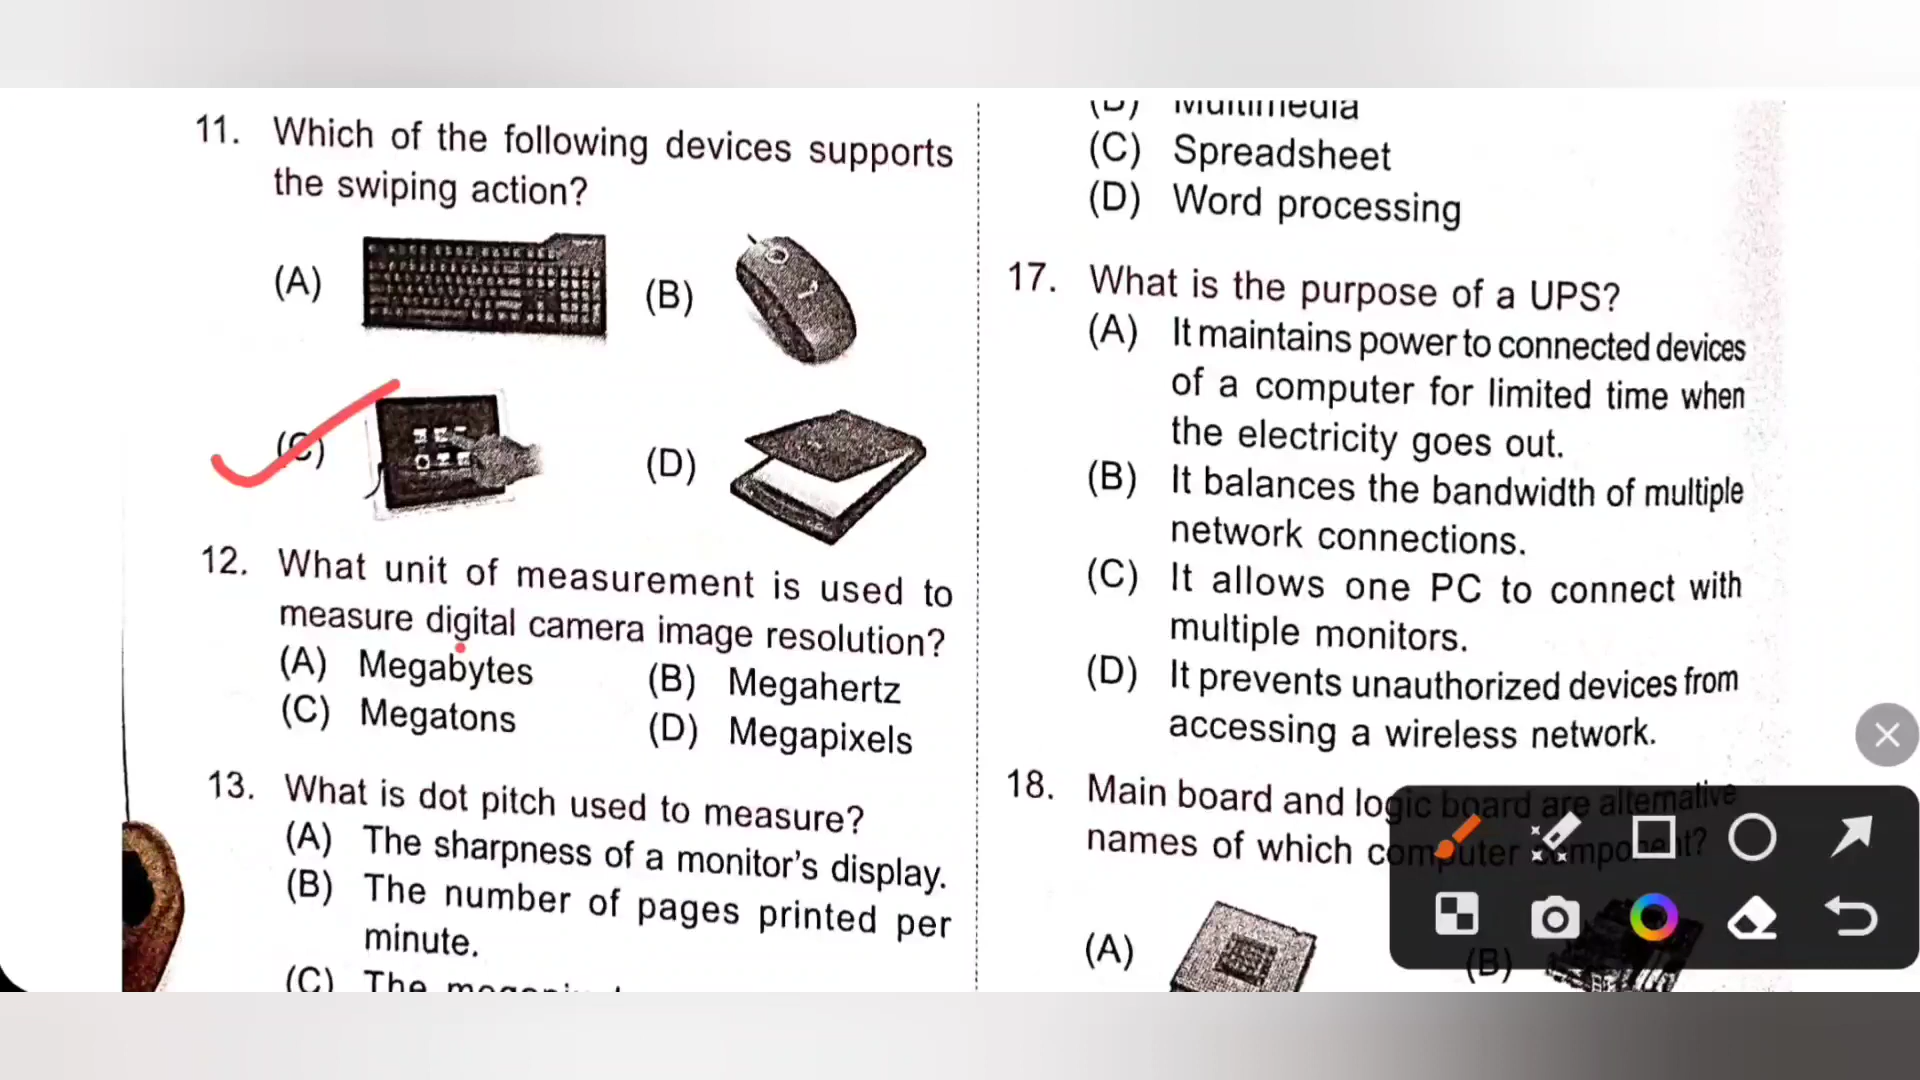 11. Which of the following devices supports
the swiping action?
(A)
(B)
(C)
(D)
12. What unit of measurement is used to
measure digital camera image resolution?
(A) Megabytes (B) Megahertz
(C) Megatons (D) Megapixels
13. What is dot pitch used to measure?
(A) The sharpness of a monitor's display.
(B) The number of pages printed per
minute.
(C) The
Multimedia
(C) Spreadsheet
(D) Word processing
17. What is the purpose of a UPS?
(A) It maintains power to connected devices
of a computer for limited time when
the electricity goes out.
(B) It balances the bandwidth of multiple
network connections.
(C) It allows one PC to connect with
multiple monitors.
(D) It prevents unauthorized devices from
accessing a wireless network.
18. Main board and logic board are alternative
names of which computer component?
(A)
(B)